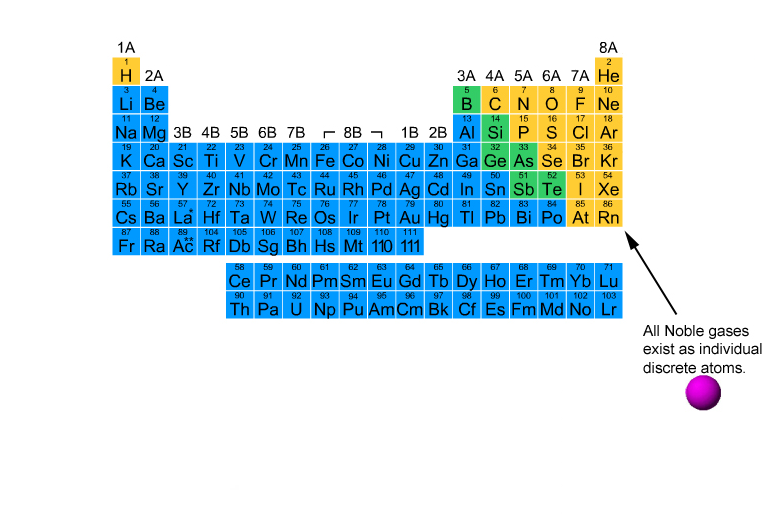 1A 8A
1 2
H 2A 3A 4A 5A 6A 7A He
3 4 5 6 7 8 9 10
Li Be B C N O F Ne
11 12 13 14 15 16 17 18
Na Mg 3B 4B 5B 6B 7B 8B 1B 2B Al Si P S Cl Ar
19 20 21 22 23 24 25 26 27 28 29 30 31 32 33 34 35 36
K Ca Sc Ti V Cr Mn Fe Co Ni Cu Zn Ga Ge As Se Br Kr
37 38 39 40 41 42 43 44 45 46 47 48 49 50 51 52 53 54
Rb Sr Y Zr Nb Mo Tc Ru Rh Pd Ag Cd In Sn Sb Te I Xe
55 56 57 72 73 74 75 76 77 78 79 80 81 82 83 84 85 86
Cs Ba La* Hf Ta W Re Os Ir Pt Au Hg Tl Pb Bi Po At Rn
87 88 89 104 105 106 107 108 109 110 111
Fr Ra Ac** Rf Db Sg Bh Hs Mt 110 111
58 59 60 61 62 63 64 65 66 67 68 69 70 71
Ce Pr Nd Pm Sm Eu Gd Tb Dy Ho Er Tm Yb Lu
90 91 92 93 94 95 96 97 98 99 100 101 102 103
Th Pa U Np Pu Am Cm Bk Cf Es Fm Md No Lr
All Noble gases
exist as individual
discrete atoms.